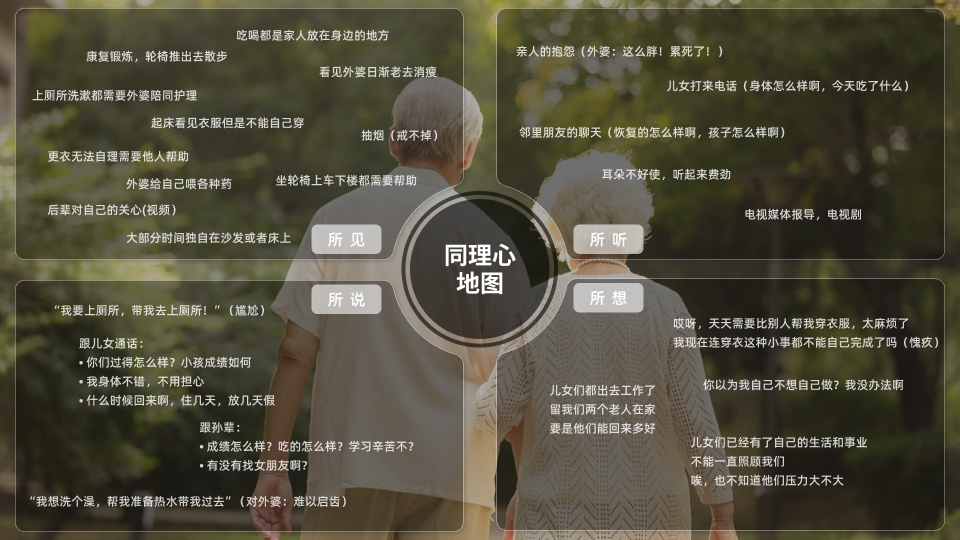 吃喝都是家人放在身边的地方
康复锻炼，轮椅推出去散步
看见外婆日渐老去消瘦
上厕所洗漱都需要外婆陪同护理
起床看见衣服但是不能自己穿
抽烟（戒不掉）
更衣无法自理需要他人帮助
外婆给自己喂各种药
坐轮椅上车下楼都需要帮助
后辈对自己的关心(视频)
大部分时间独自在沙发或者床上
所见
亲人的抱怨（外婆：这么胖！累死了！）
儿女打来电话（身体怎么样啊，今天吃了什么）
邻里朋友的聊天（恢复的怎么样啊，孩子怎么样啊）
耳朵不好使，听起来费劲
电视媒体报导，电视剧
所听
同理心
地图
所说
“我要上厕所，带我去上厕所！”（尴尬）
跟儿女通话：
• 你们过得怎么样？小孩成绩如何
• 我身体不错，不用担心
• 什么时候回来啊，住几天，放几天假
跟孙辈：
• 成绩怎么样？吃的怎么样？学习辛苦不？
• 有没有找女朋友啊？
“我想洗个澡，帮我准备热水带我过去”（对外婆：难以启齿）
所想
哎呀，天天需要比别人帮我穿衣服，太麻烦了
我现在连穿衣这种小事都不能自己完成了吗（愧疚）
你以为我自己不想自己做？我没办法啊
儿女们都出去工作了
留我们两个老人在家
要是他们能回来多好
儿女们已经有了自己的生活和事业
不能一直照顾我们
唉，也不知道他们压力大不大